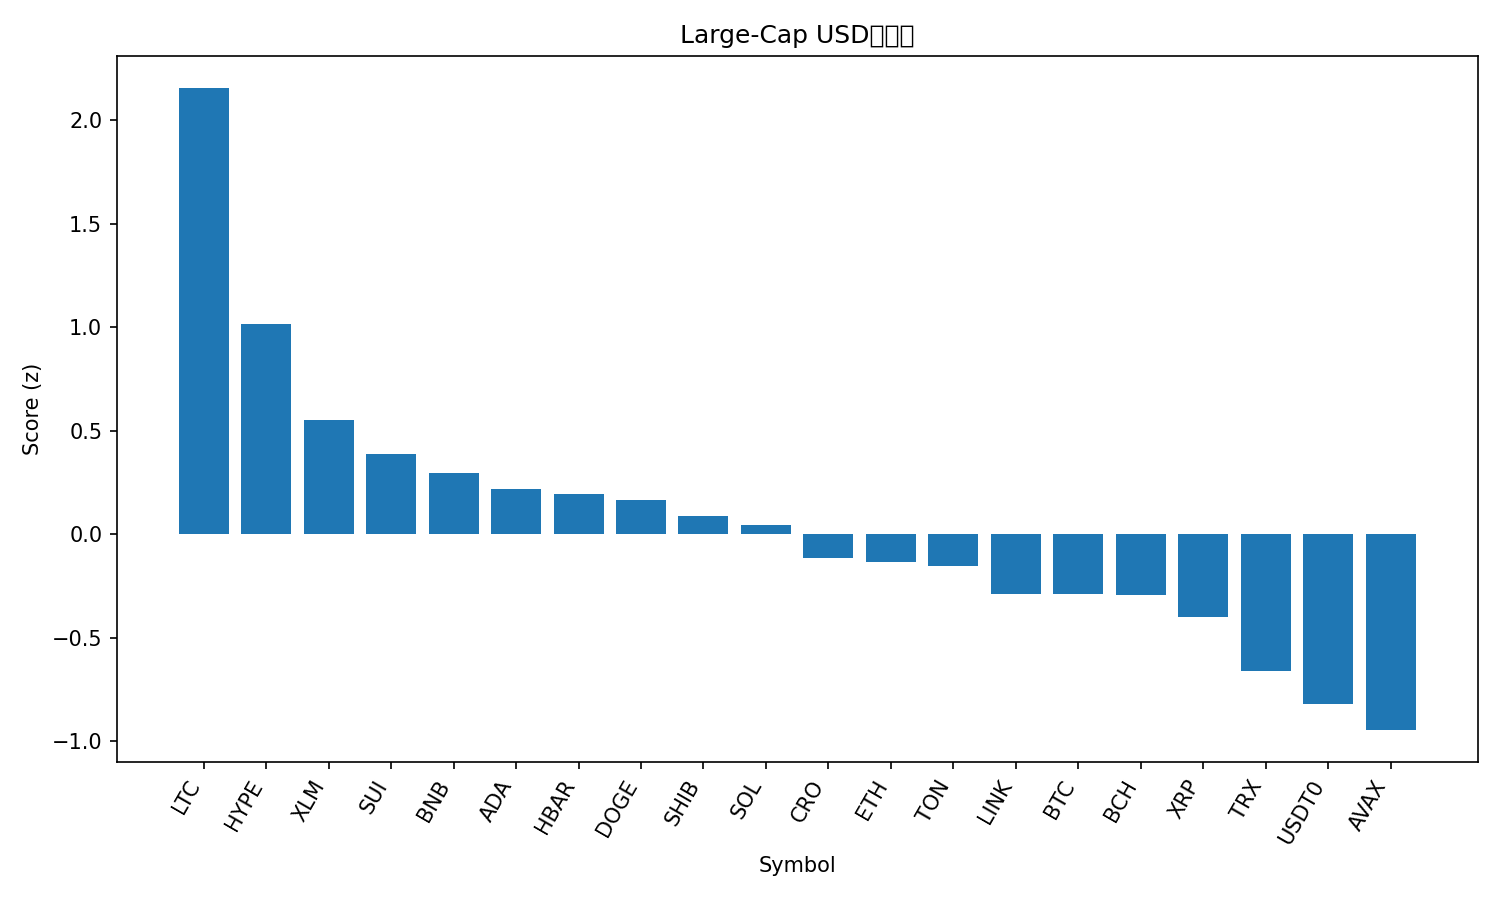 Large-Cap USD
Score (z)
2.0
1.5
1.0
0.5
0.0
−0.5
−1.0
LTC
HYPE
XLM
SUI
BNB
ADA
HBAR
DOGE
SHIB
SOL
CRO
ETH
TON
LINK
BTC
BCH
XRP
TRX
USDT0
AVAX
Symbol